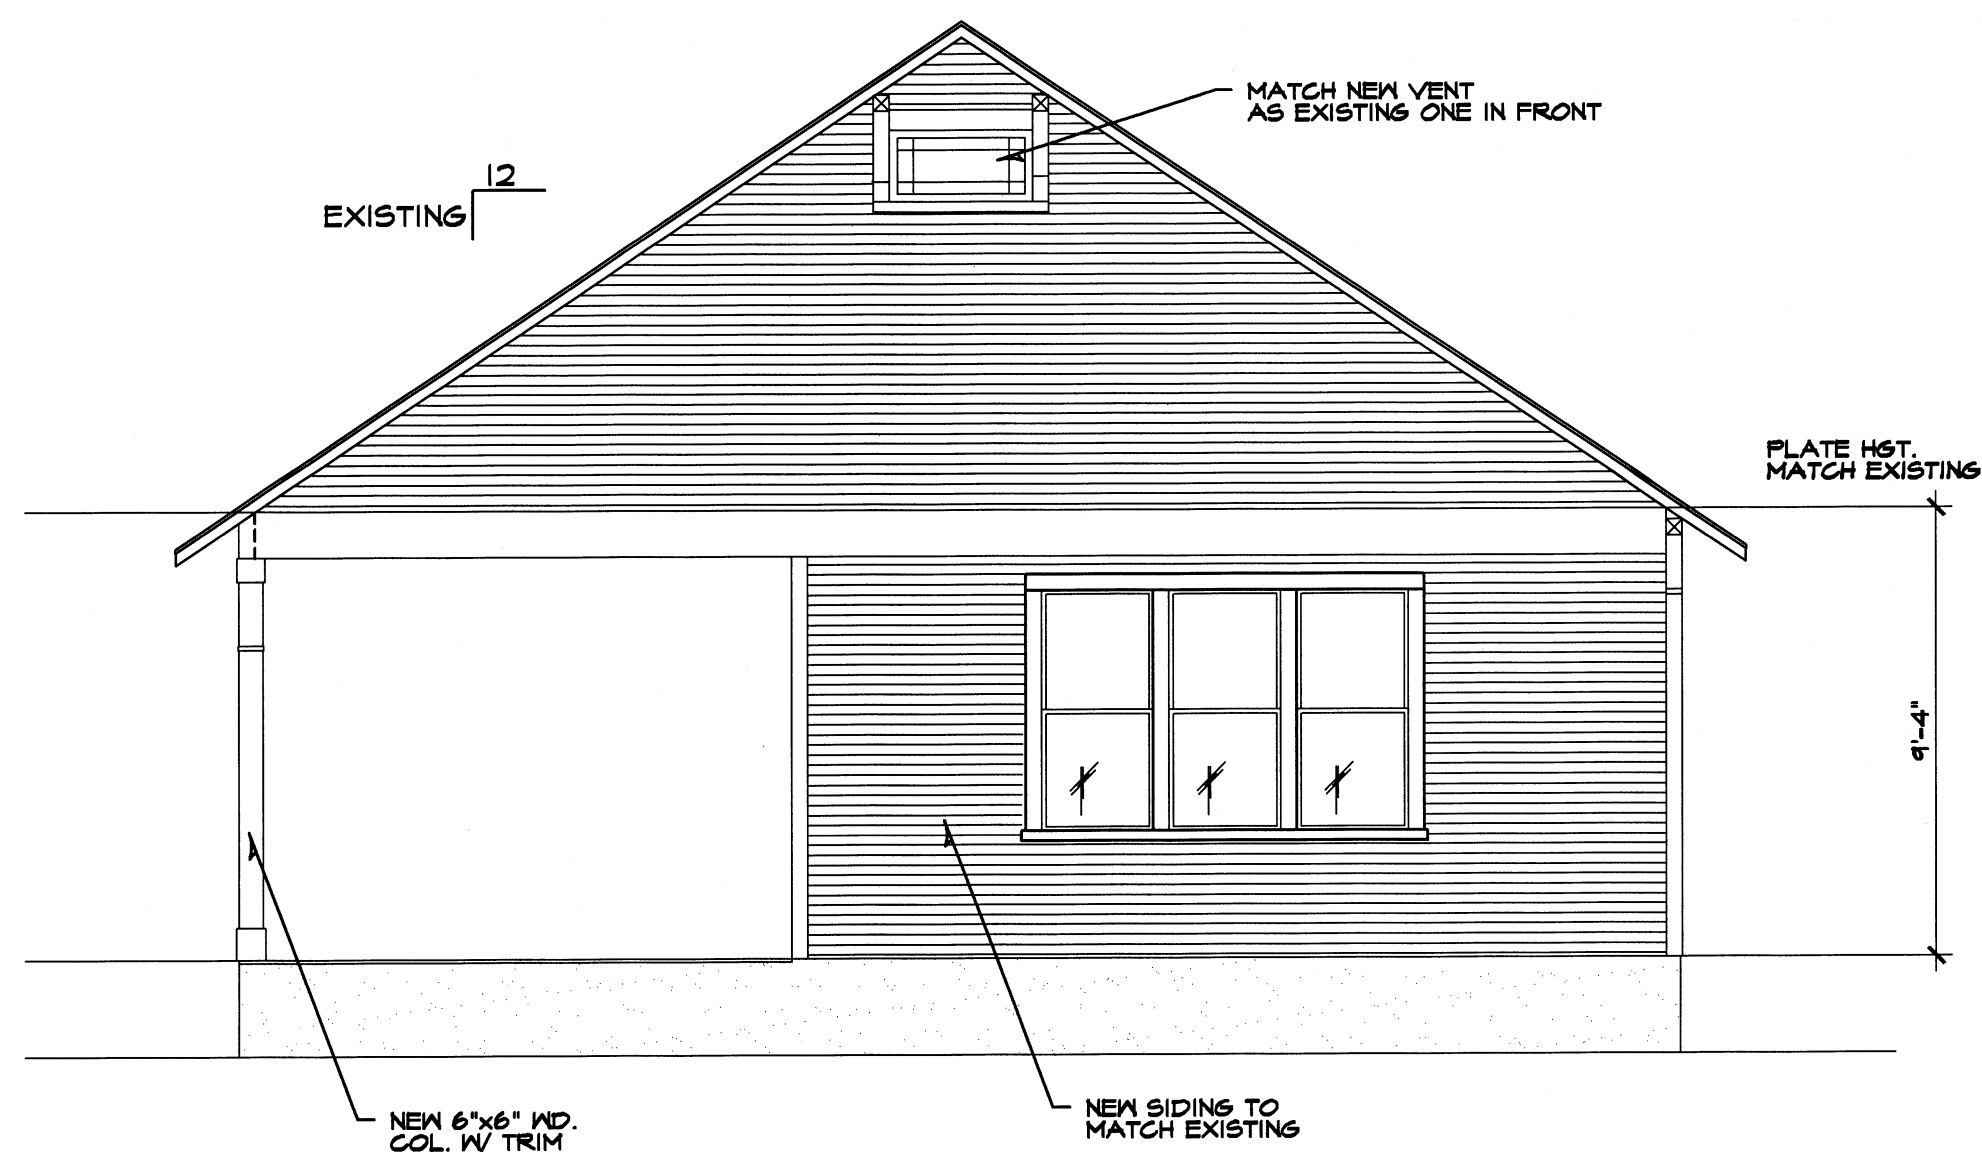 MATCH NEW VENT
AS EXISTING ONE IN FRONT
12
EXISTING
PLATE HGT.
MATCH EXISTING
9'-4"
NEW 6"x6" WD.
COL. W/ TRIM
NEW SIDING TO
MATCH EXISTING